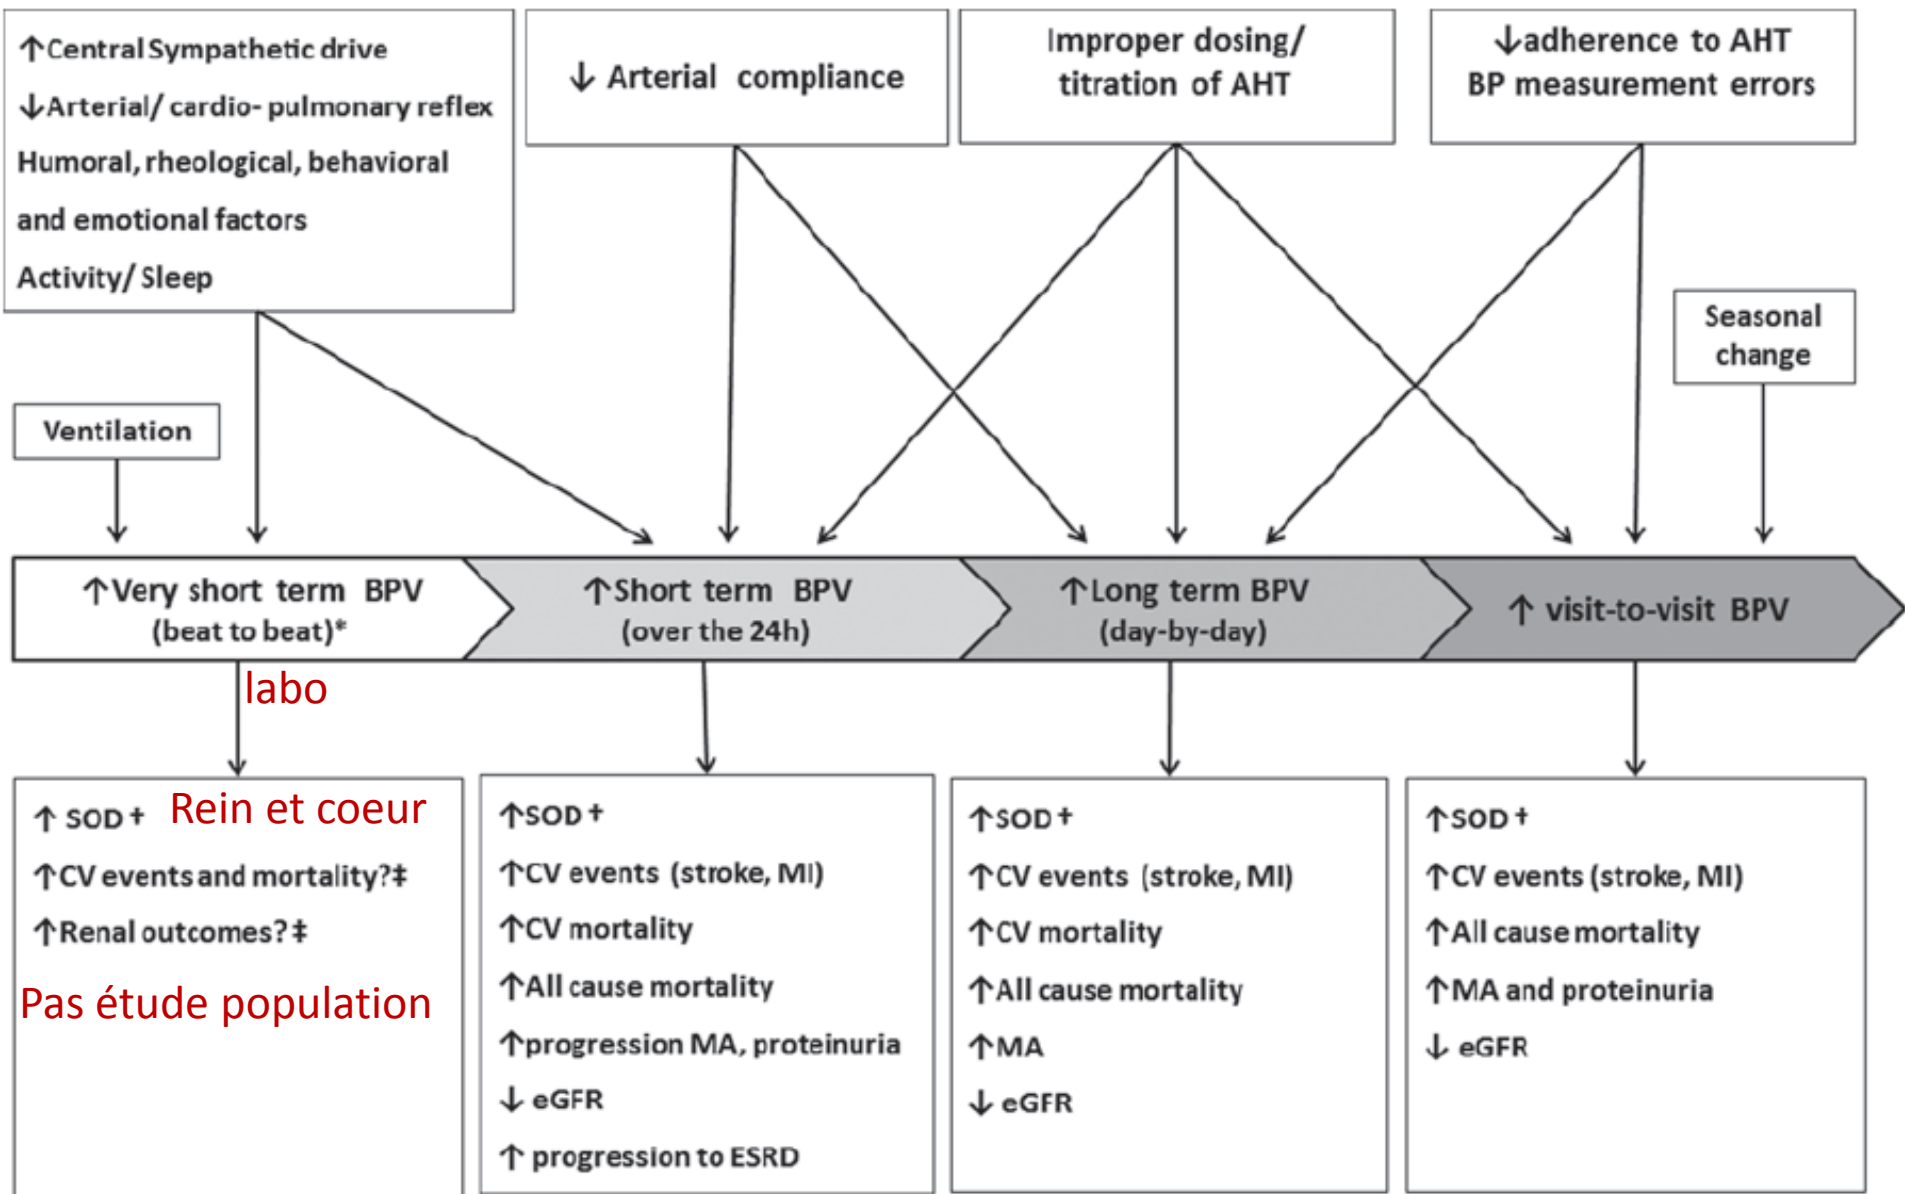 ↑Central Sympathetic drive
↓Arterial/ cardio- pulmonary reflex
Humoral, rheological, behavioral
and emotional factors
Activity/ Sleep
↓ Arterial compliance
Improper dosing/
titration of AHT
↓adherence to AHT
BP measurement errors
Seasonal
change
Ventilation
↑Very short term BPV
(beat to beat)*
↑Short term BPV
(over the 24h)
↑Long term BPV
(day-by-day)
↑ visit-to-visit BPV
labo
↑ SOD † Rein et coeur
↑CV events and mortality?‡
↑Renal outcomes?‡
Pas étude population
↑SOD †
↑CV events (stroke, MI)
↑CV mortality
↑All cause mortality
↑progression MA, proteinuria
↓ eGFR
↑ progression to ESRD
↑SOD †
↑CV events (stroke, MI)
↑CV mortality
↑All cause mortality
↑MA
↓ eGFR
↑SOD †
↑CV events (stroke, MI)
↑All cause mortality
↑MA and proteinuria
↓ eGFR